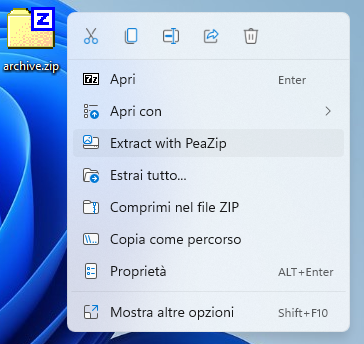 Z
archive.zip
7z
Apri Enter
Apri con
Extract with PeaZip
Estrai tutto...
Comprimi nel file ZIP
Copia come percorso
Proprietà ALT+Enter
Mostra altre opzioni Shift+F10